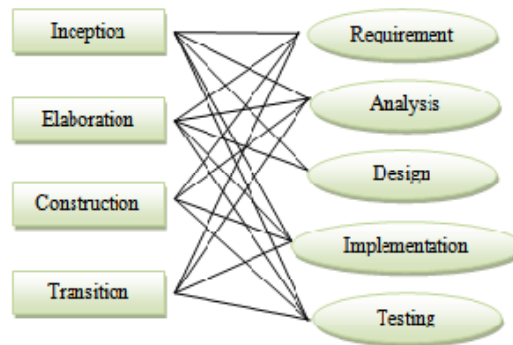 Inception
Requirement
Elaboration
Analysis
Design
Construction
Implementation
Transition
Testing